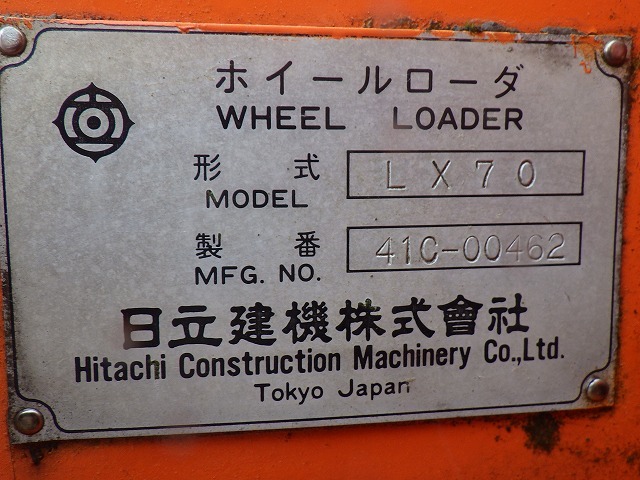 ホイールローダ
WHEEL LOADER
形式 LX70
MODEL
製番 41C-00462
MFG. NO.
日立建機株式會社
Hitachi Construction Machinery Co.,Ltd.
Tokyo Japan